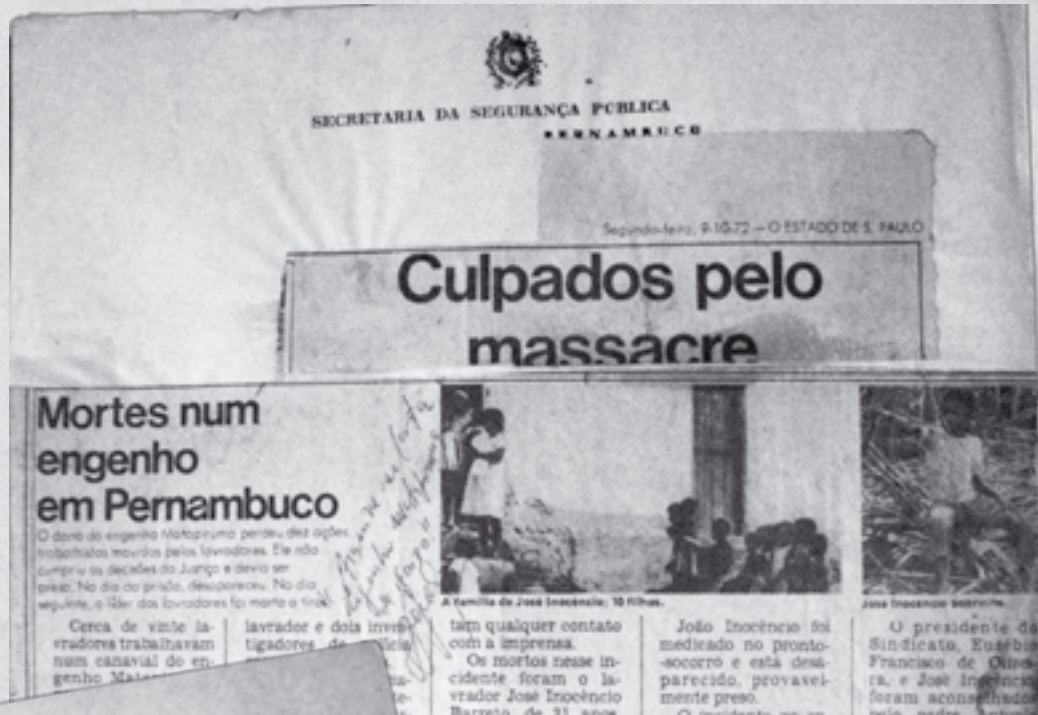 SECRETARIA DA SEGURANÇA PÚBLICA
PERNAMBUCO
Segunda-feira, 9-10-72 — O ESTADO DE S. PAULO
Culpados pelo
massacre
Mortes num
engenho
em Pernambuco
O dono do engenho Matapiruma perdeu dez ações
trabalhistas movidas pelos lavradores. Ele não
cumpriu as decisões da Justiça e devia ser
preso. No dia da prisão, desapareceu. No dia
seguinte, o líder dos lavradores foi morto a tiros.
Cerca de vinte la-
vradores trabalhavam
num canavial do en-
genho
lavrador e dois inves-
tigadores de
A família de José Inocêncio: 10 filhos.
tam qualquer contato
com a imprensa.
Os mortos nesse in-
cidente foram o la-
vrador José Inocêncio
Barreto, de 31 anos,
João Inocêncio foi
medicado no pronto-
-socorro e está desa-
parecido, provavel-
mente preso.
O incidente
José Inocêncio
O presidente do
Sindicato, Eusébio
Francisco de Olivei-
ra, e José Inocêncio
foram aconselhados
pelo padre